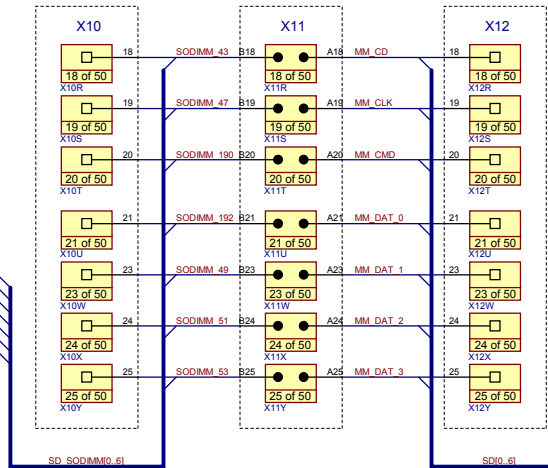 X10 X11 X12
18 SODIMM_43 B18 A18 MM_CD 18
18 of 50 18 of 50 18 of 50
X10R X11R X12R
19 SODIMM_47 B19 A19 MM_CLK 19
19 of 50 19 of 50 19 of 50
X10S X11S X12S
20 SODIMM_190 B20 A20 MM_CMD 20
20 of 50 20 of 50 20 of 50
X10T X11T X12T
21 SODIMM_192 B21 A21 MM_DAT_0 21
21 of 50 21 of 50 21 of 50
X10U X11U X12U
23 SODIMM_49 B23 A23 MM_DAT_1 23
23 of 50 23 of 50 23 of 50
X10W X11W X12W
24 SODIMM_51 B24 A24 MM_DAT_2 24
24 of 50 24 of 50 24 of 50
X10X X11X X12X
25 SODIMM_53 B25 A25 MM_DAT_3 25
25 of 50 25 of 50 25 of 50
X10Y X11Y X12Y
SD_SODIMM[0..6] SD[0..6]